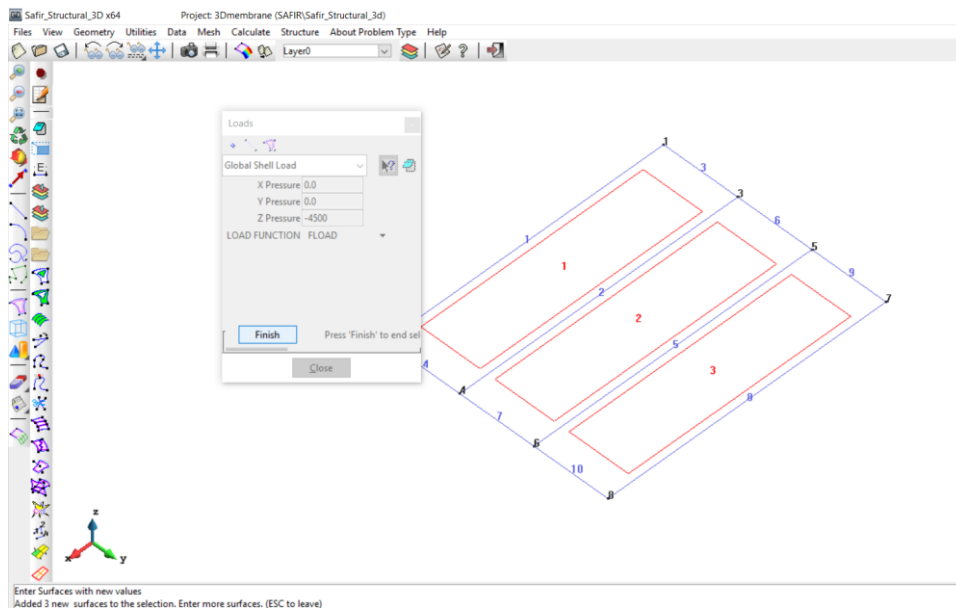 Safir_Structural_3D x64 Project: 3Dmembrane (SAFIR\Safir_Structural_3d)
Files View Geometry Utilities Data Mesh Calculate Structure About Problem Type Help
Layer0
Loads
Global Shell Load
X Pressure 0.0
Y Pressure 0.0
Z Pressure -4500
LOAD FUNCTION FLOAD
Finish Press 'Finish' to end sel
Close
1
3
3
6
5
9
7
1
1
2
2
5
3
4
4
7
6
10
8
z
x
y
Enter Surfaces with new values
Added 3 new surfaces to the selection. Enter more surfaces. (ESC to leave)